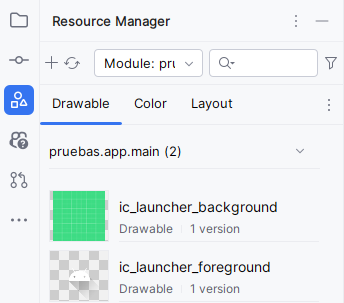 Resource Manager
Module: pru
Drawable Color Layout
pruebas.app.main (2)
ic_launcher_background
Drawable 1 version
ic_launcher_foreground
Drawable 1 version